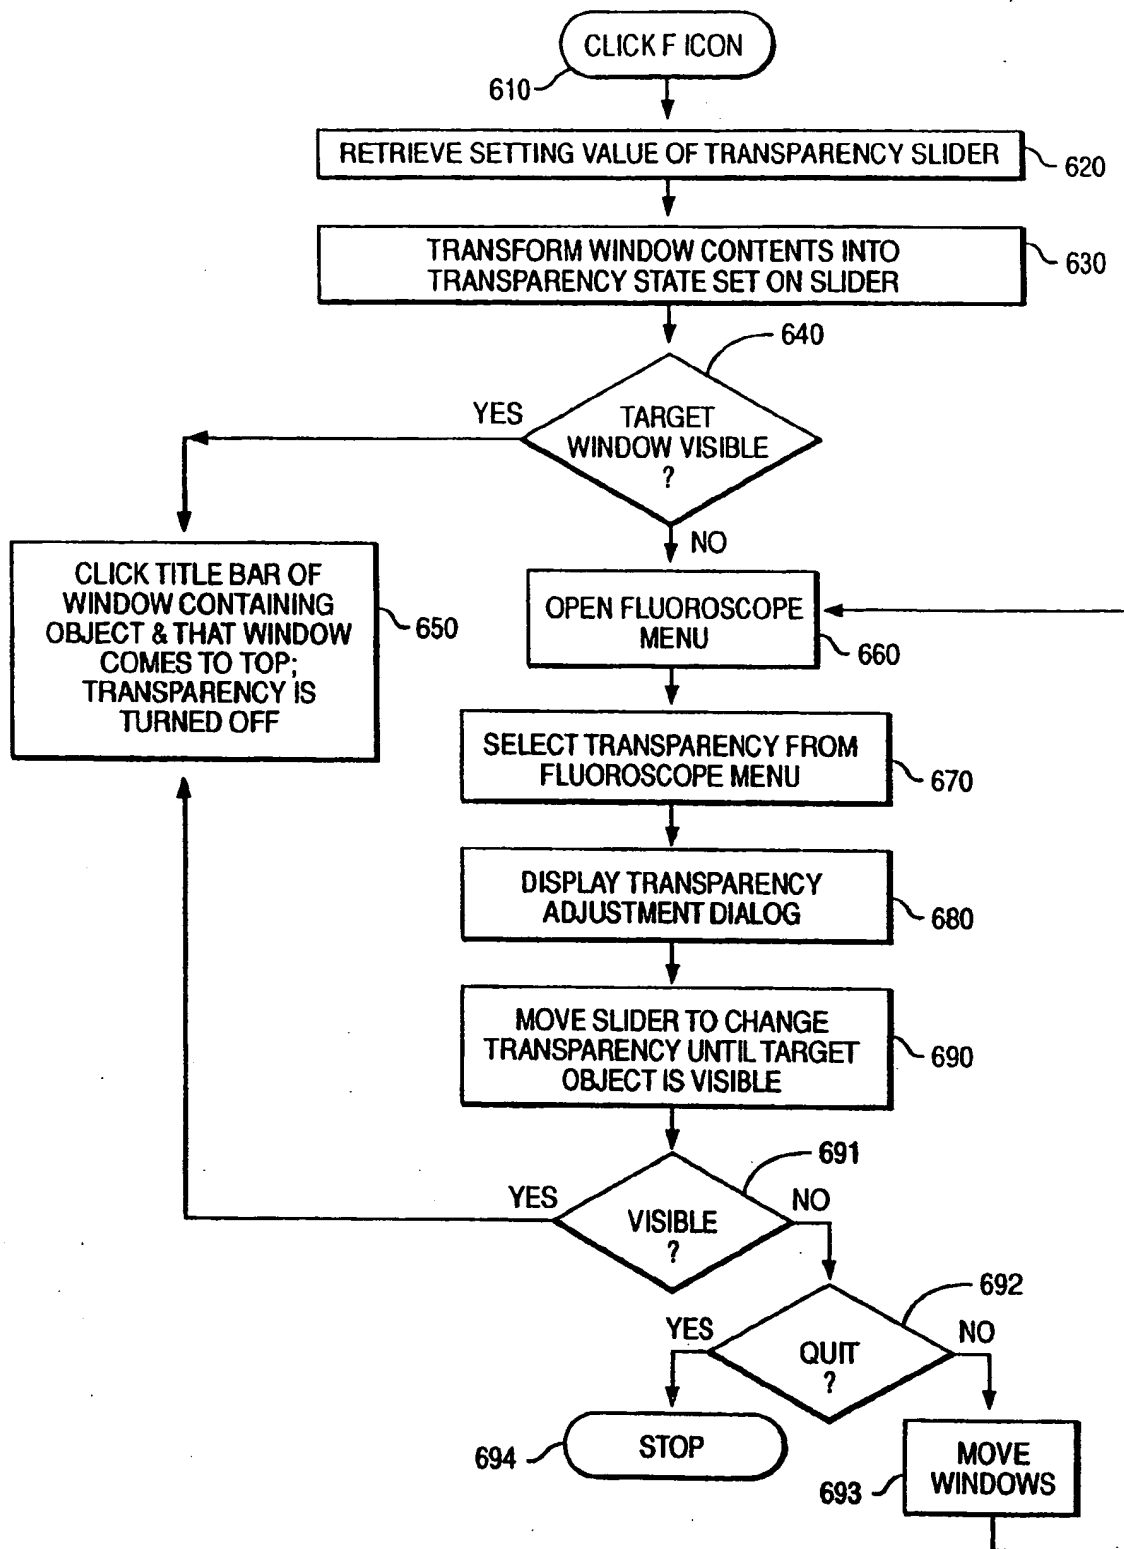 CLICK F ICON
610
RETRIEVE SETTING VALUE OF TRANSPARENCY SLIDER
620
TRANSFORM WINDOW CONTENTS INTO
TRANSPARENCY STATE SET ON SLIDER
630
640
TARGET
WINDOW VISIBLE
?
YES
NO
CLICK TITLE BAR OF
WINDOW CONTAINING
OBJECT & THAT WINDOW
COMES TO TOP;
TRANSPARENCY IS
TURNED OFF
650
OPEN FLUOROSCOPE
MENU
660
SELECT TRANSPARENCY FROM
FLUOROSCOPE MENU
670
DISPLAY TRANSPARENCY
ADJUSTMENT DIALOG
680
MOVE SLIDER TO CHANGE
TRANSPARENCY UNTIL TARGET
OBJECT IS VISIBLE
690
691
YES
NO
VISIBLE
?
692
YES
NO
QUIT
?
STOP
694
MOVE
WINDOWS
693